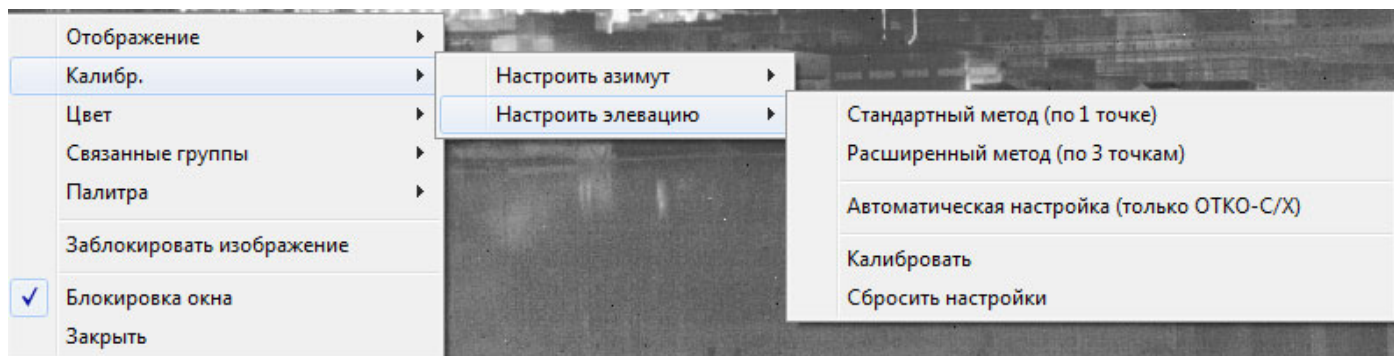 Отображение
Калибр.
Цвет
Связанные группы
Палитра
Заблокировать изображение
Блокировка окна
Закрыть
Настроить азимут
Настроить элевацию
Стандартный метод (по 1 точке)
Расширенный метод (по 3 точкам)
Автоматическая настройка (только ОТКО-С/Х)
Калибровать
Сбросить настройки